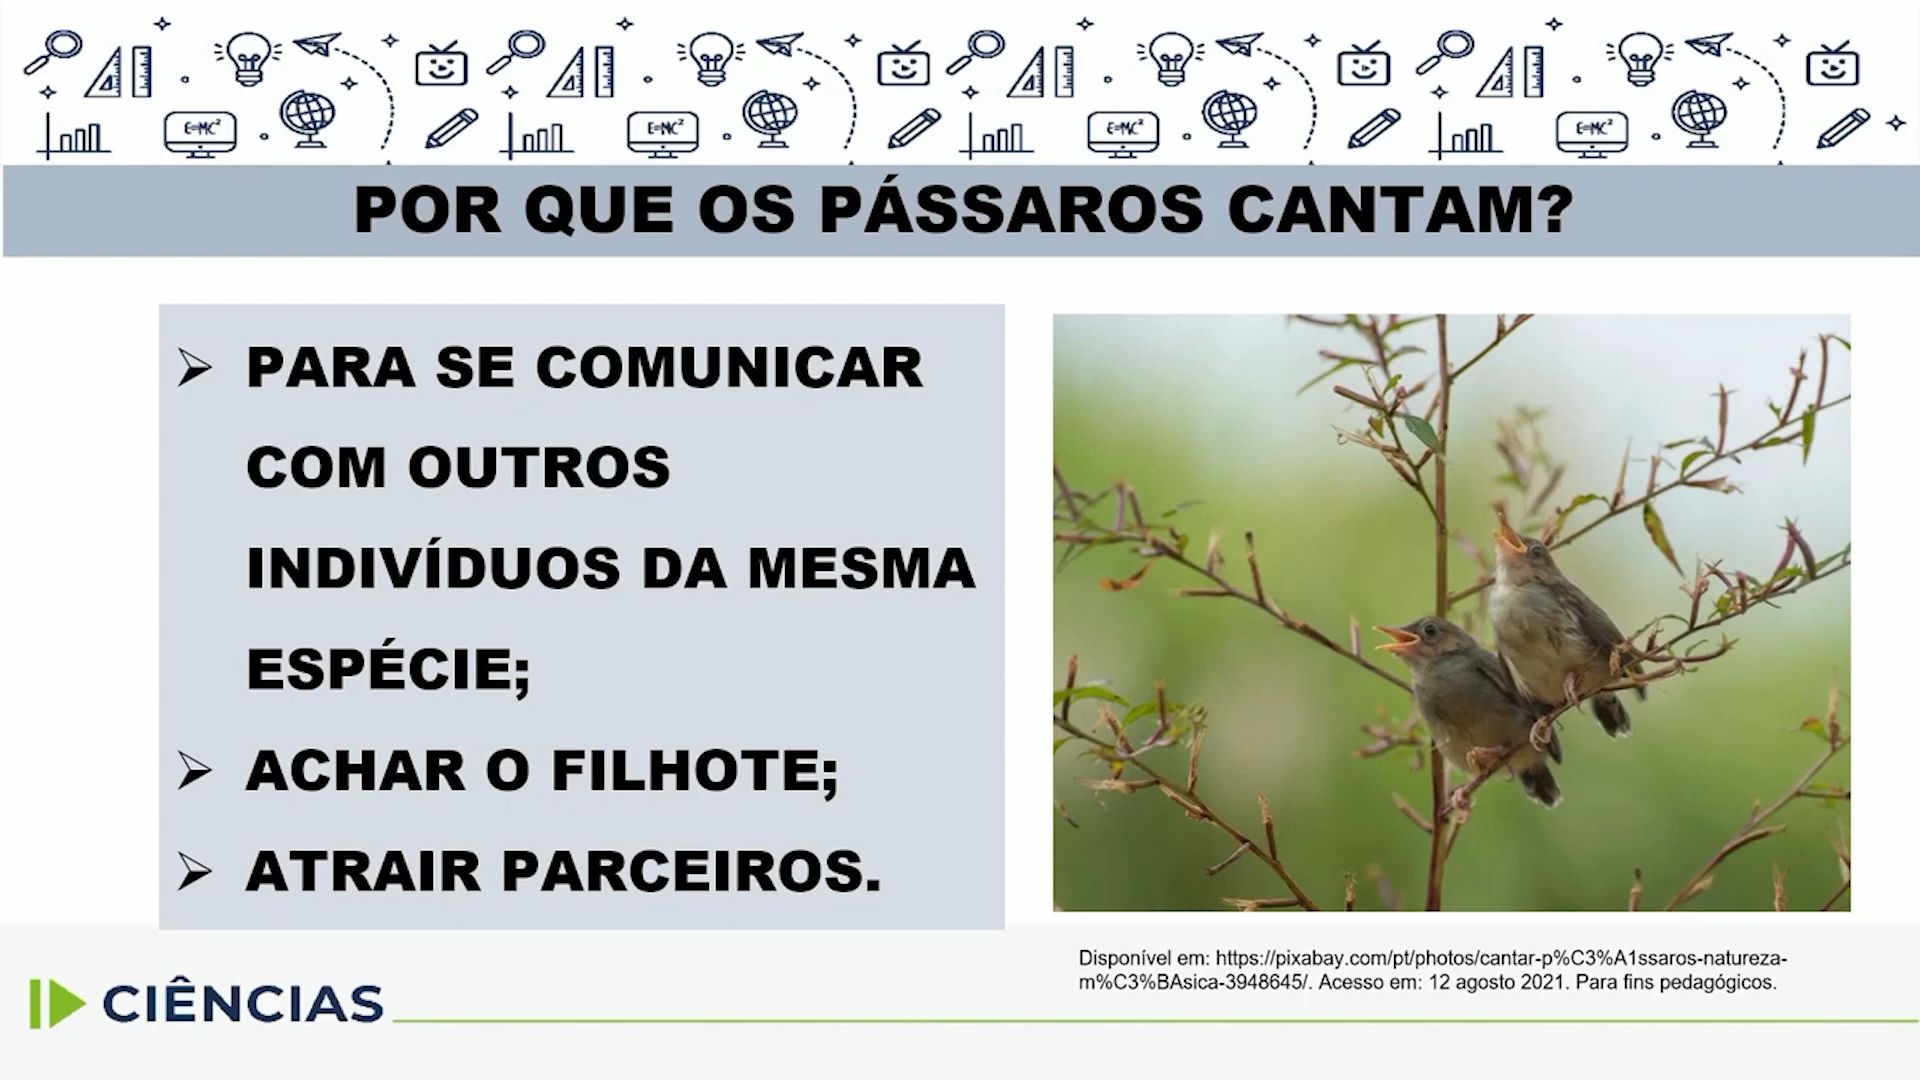 E=MC²
E=MC²
E=MC²
E=MC²
POR QUE OS PÁSSAROS CANTAM?
➢ PARA SE COMUNICAR
COM OUTROS
INDIVÍDUOS DA MESMA
ESPÉCIE;
➢ ACHAR O FILHOTE;
➢ ATRAIR PARCEIROS.
Disponível em: https://pixabay.com/pt/photos/cantar-p%C3%A1ssaros-natureza-
m%C3%BAsica-3948645/. Acesso em: 12 agosto 2021. Para fins pedagógicos.
CIÊNCIAS